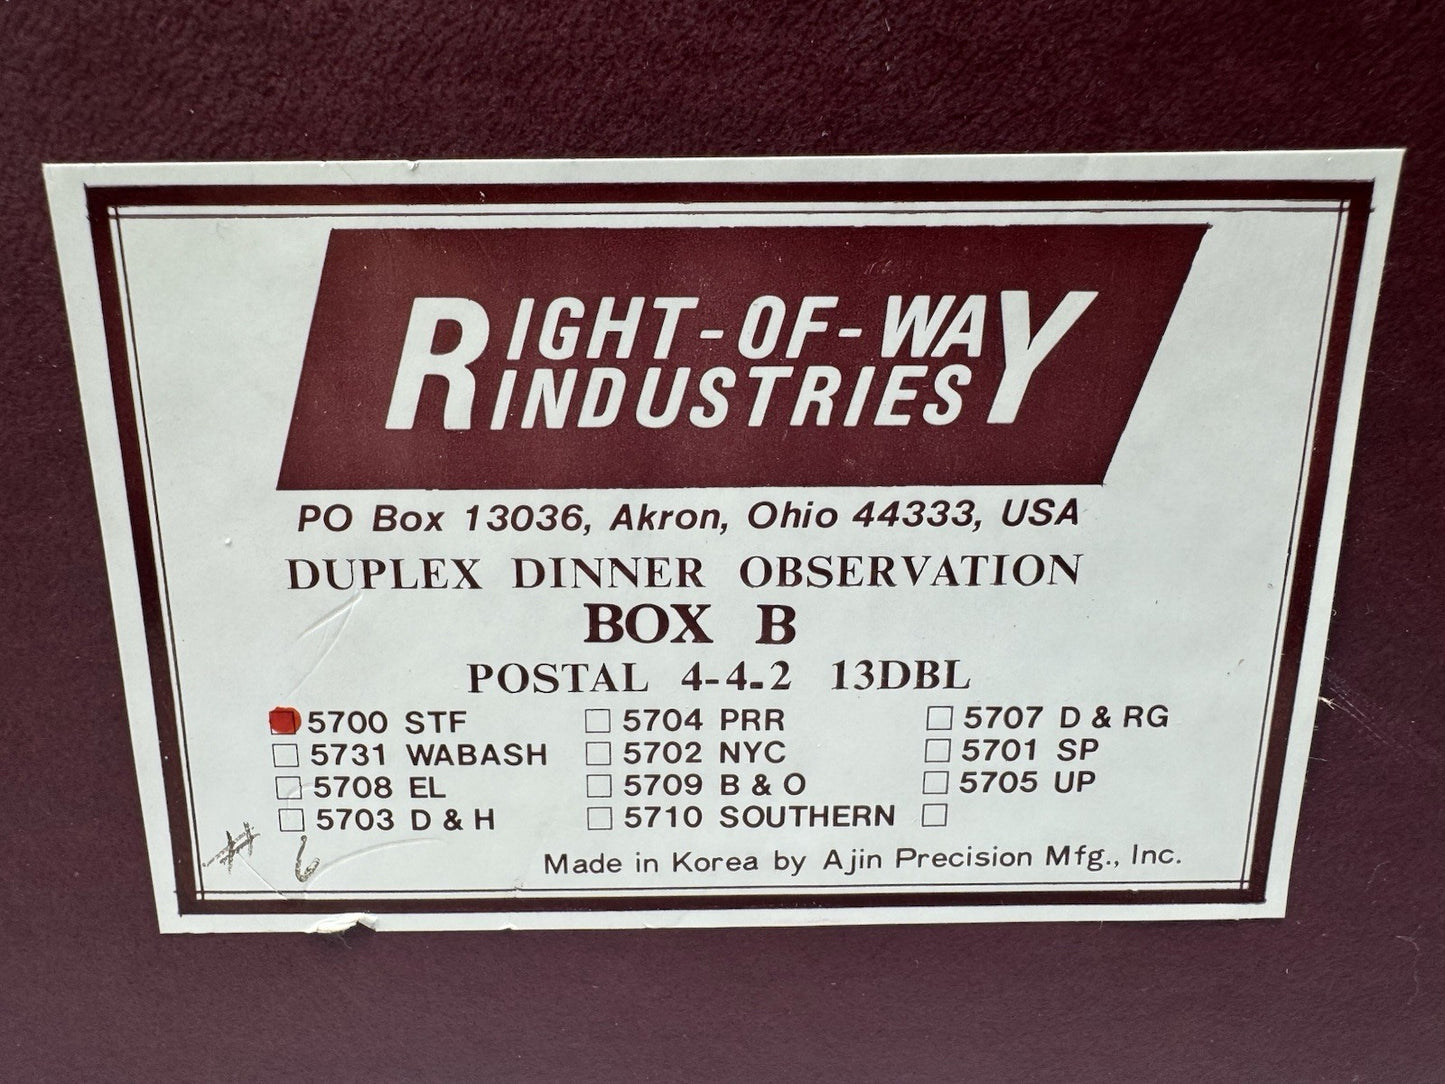 RIGHT-OF-WAY
INDUSTRIES
PO Box 13036, Akron, Ohio 44333, USA
DUPLEX DINNER OBSERVATION
BOX B
POSTAL 4-4-2 13DBL
5700 STF 5704 PRR 5707 D & RG
5731 WABASH 5702 NYC 5701 SP
5708 EL 5709 B & O 5705 UP
5703 D & H 5710 SOUTHERN
# 6
Made in Korea by Ajin Precision Mfg., Inc.